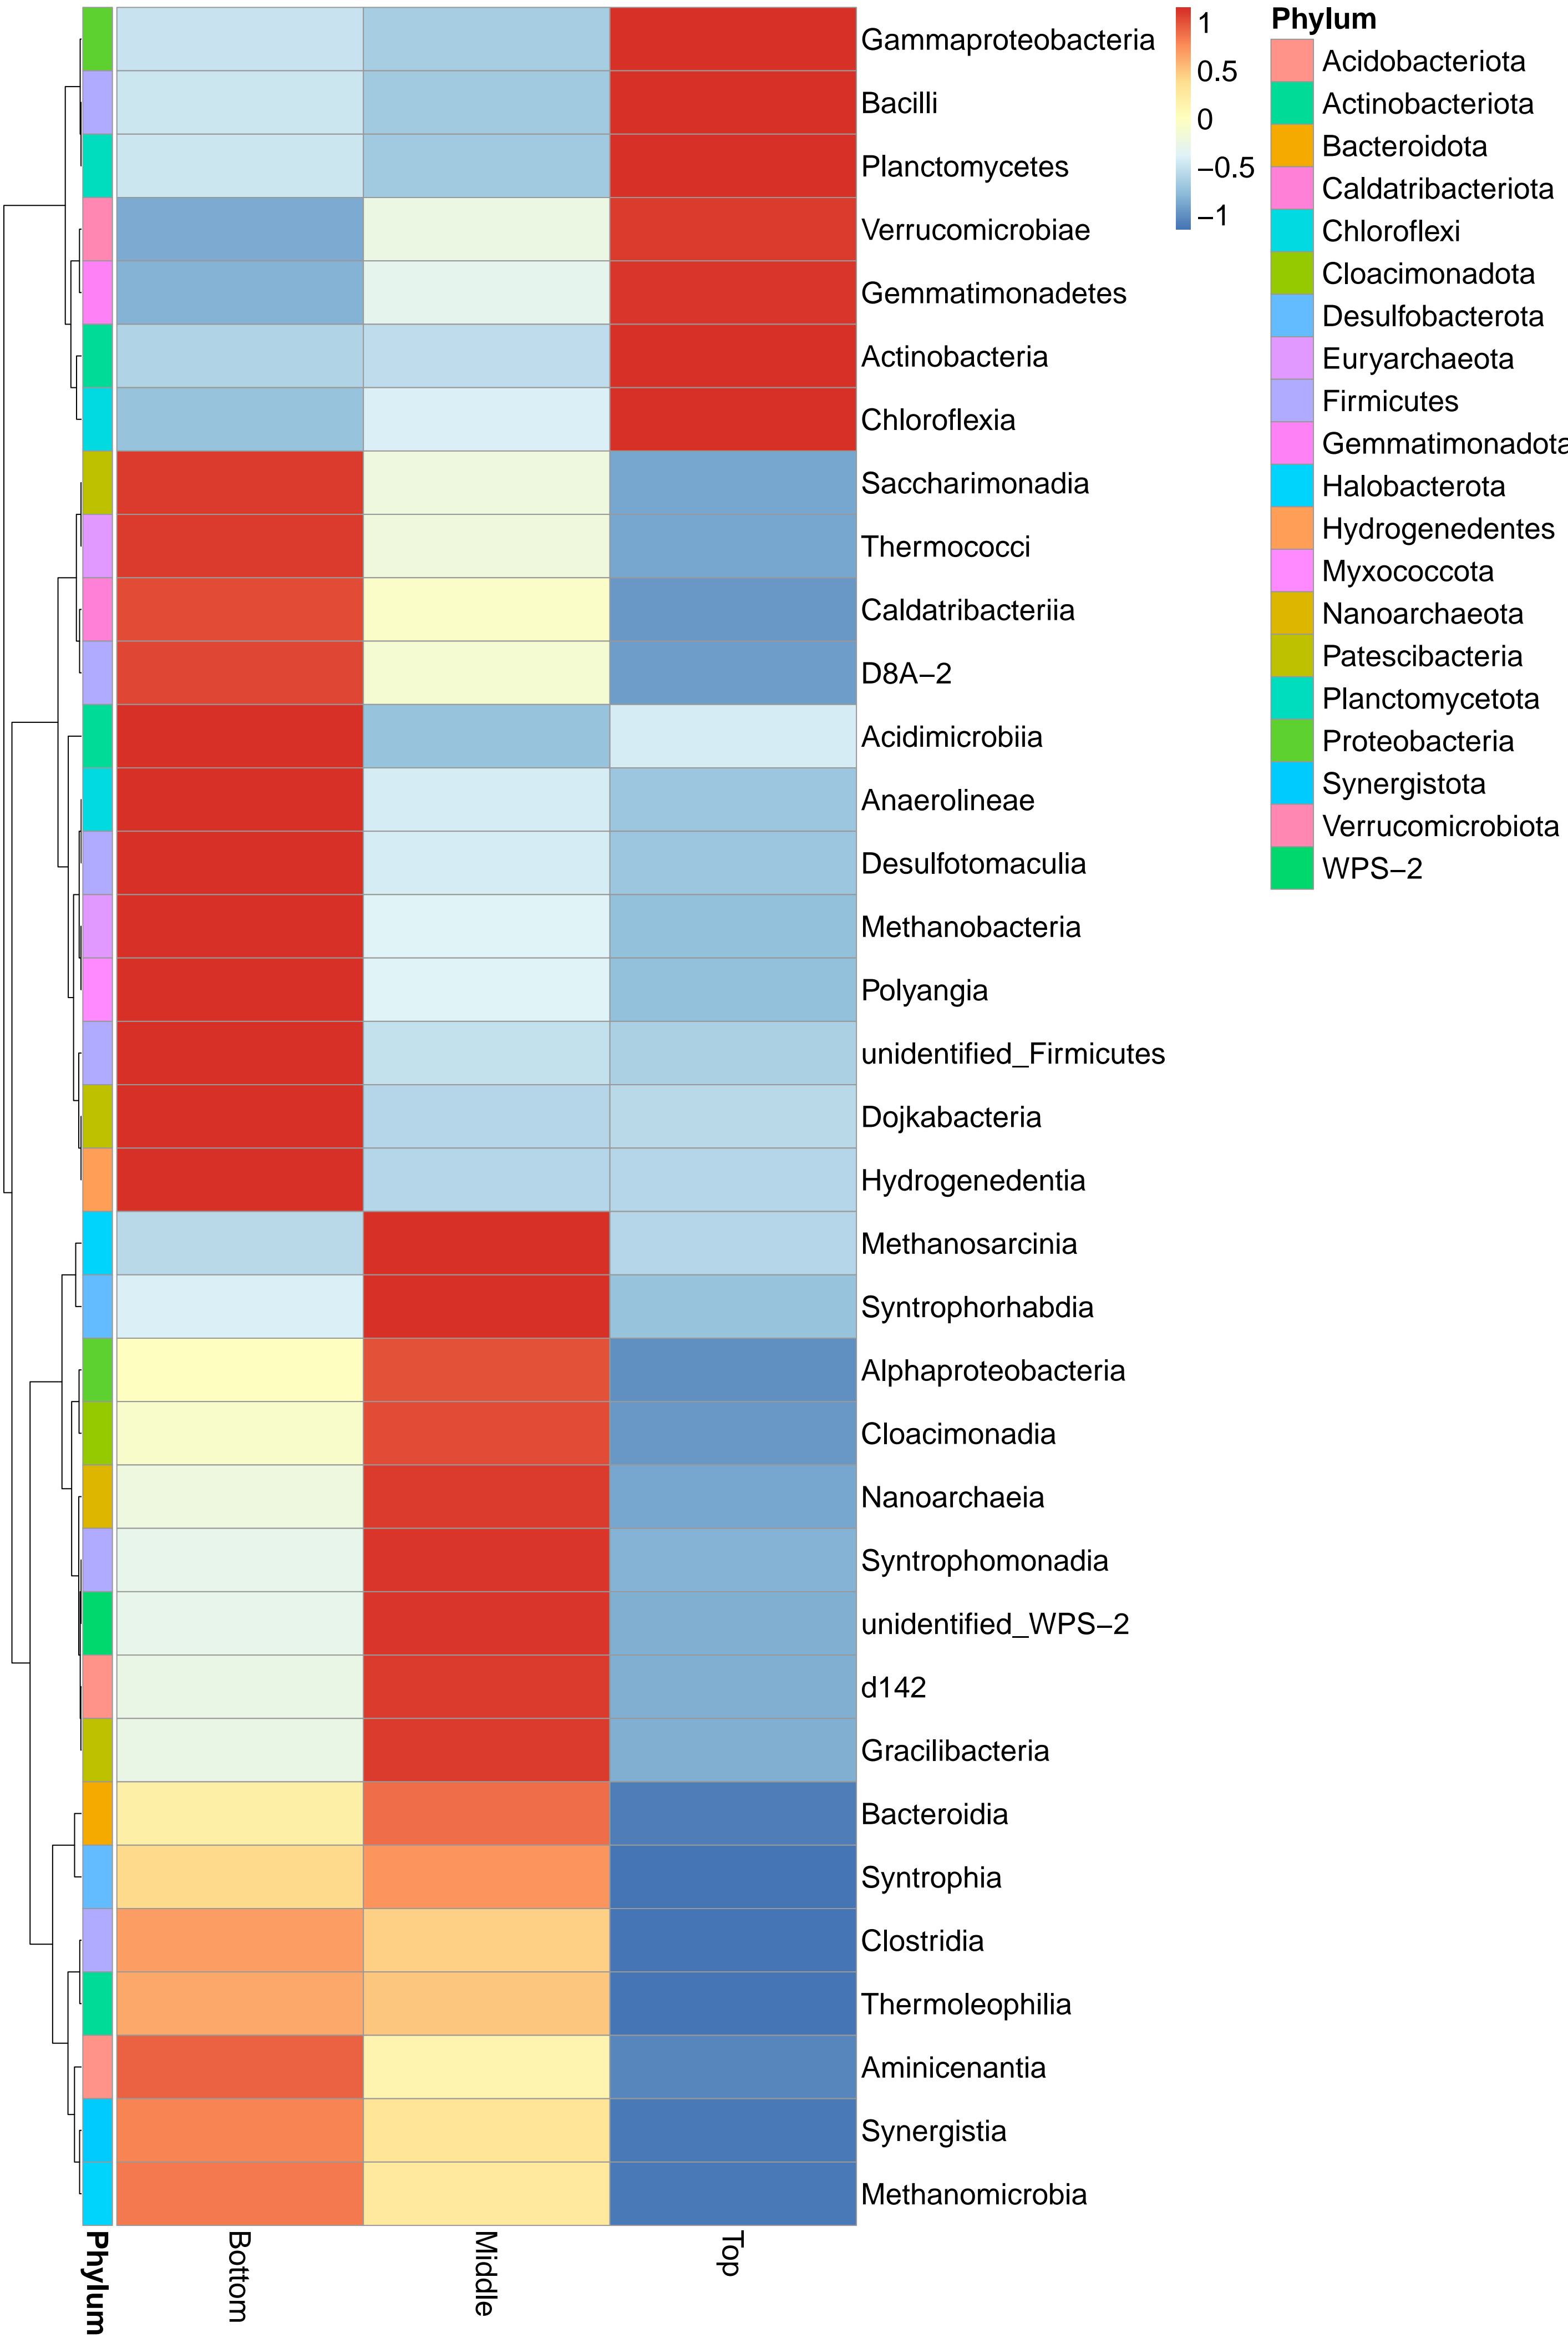 Gammaproteobacteria
Bacilli
Planctomycetes
Verrucomicrobiae
Gemmatimonadetes
Actinobacteria
Chloroflexia
Saccharimonadia
Thermococci
Caldatribacteriia
D8A−2
Acidimicrobiia
Anaerolineae
Desulfotomaculia
Methanobacteria
Polyangia
unidentified_Firmicutes
Dojkabacteria
Hydrogenedentia
Methanosarcinia
Syntrophorhabdia
Alphaproteobacteria
Cloacimonadia
Nanoarchaeia
Syntrophomonadia
unidentified_WPS−2
d142
Gracilibacteria
Bacteroidia
Syntrophia
Clostridia
Thermoleophilia
Aminicenantia
Synergistia
Methanomicrobia
Phylum
Bottom
Middle
Top
1
0.5
0
−0.5
−1
Phylum
Acidobacteriota
Actinobacteriota
Bacteroidota
Caldatribacteriota
Chloroflexi
Cloacimonadota
Desulfobacterota
Euryarchaeota
Firmicutes
Gemmatimonadota
Halobacterota
Hydrogenedentes
Myxococcota
Nanoarchaeota
Patescibacteria
Planctomycetota
Proteobacteria
Synergistota
Verrucomicrobiota
WPS−2